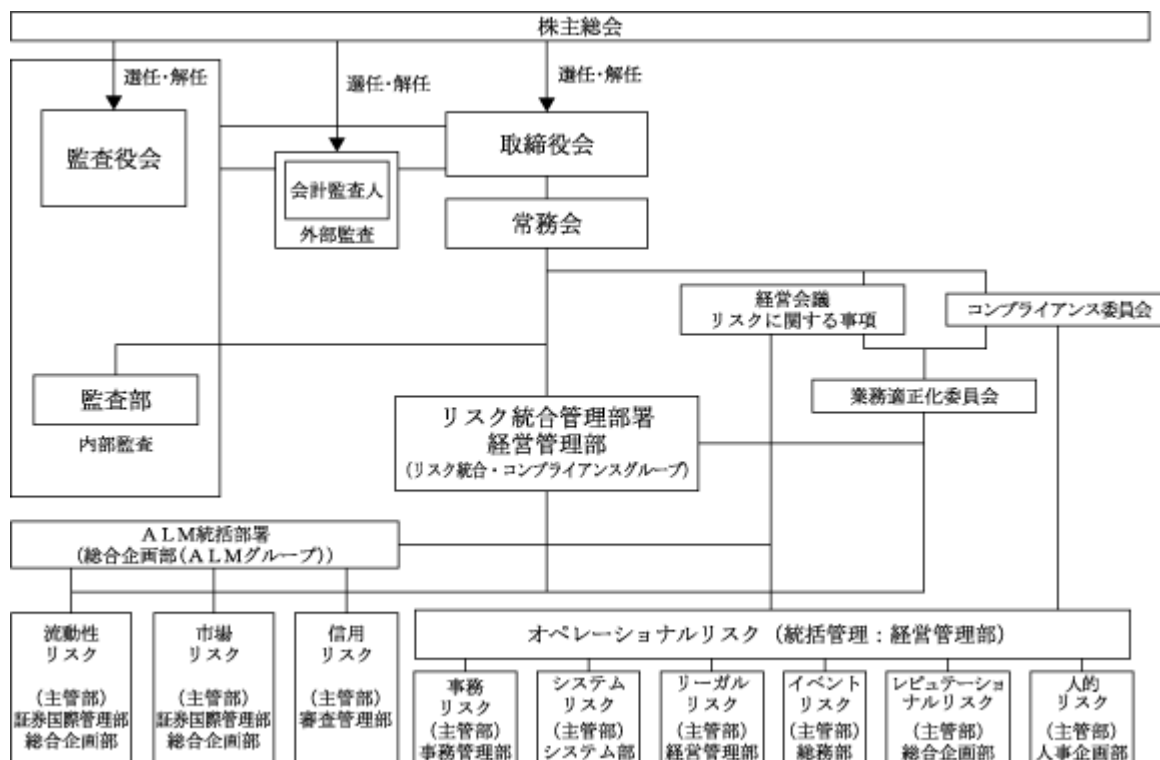 株主総会
選任・解任
選任・解任
選任・解任
監査役会
取締役会
会計監査人
外部監査
常務会
経営会議
リスクに関する事項
コンプライアンス委員会
監査部
内部監査
業務適正化委員会
リスク統合管理部署
経営管理部
(リスク統合・コンプライアンスグループ)
ALM統括部署
(総合企画部(ALMグループ))
流動性
リスク
(主管部)
証券国際管理部
総合企画部
市場
リスク
(主管部)
証券国際管理部
総合企画部
信用
リスク
(主管部)
審査管理部
オペレーショナルリスク(統括管理:経営管理部)
事務
リスク
(主管部)
事務管理部
システム
リスク
(主管部)
システム部
リーガル
リスク
(主管部)
経営管理部
イベント
リスク
(主管部)
総務部
レピュテーショ
ナルリスク
(主管部)
総合企画部
人的
リスク
(主管部)
人事企画部